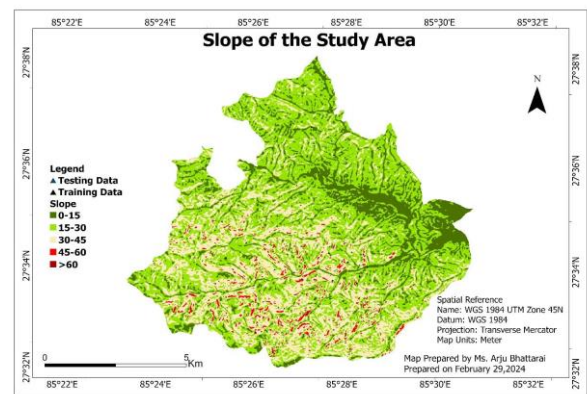 85°22'E 85°24'E 85°26'E 85°28'E 85°30'E 85°32'E
Slope of the Study Area
27°38'N
27°38'N
N
27°36'N
27°36'N
Legend
Testing Data
Training Data
Slope
0-15
15-30
30-45
45-60
>60
27°34'N
27°34'N
Spatial Reference
Name: WGS 1984 UTM Zone 45N
Datum: WGS 1984
Projection: Transverse Mercator
Map Units: Meter
0 5
Km
Map Prepared by Ms. Arju Bhattarai
Prepared on February 29,2024
27°32'N
27°32'N
85°22'E 85°24'E 85°26'E 85°28'E 85°30'E 85°32'E